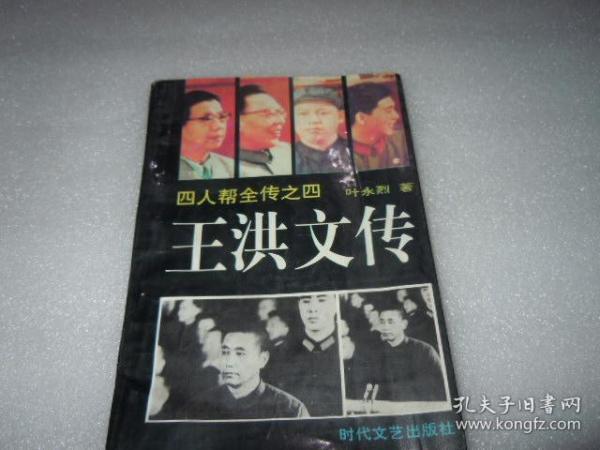 四人帮全传之四 叶永烈 著
王洪文传
时代文艺出版社
孔夫子旧书网
www.kongfz.com